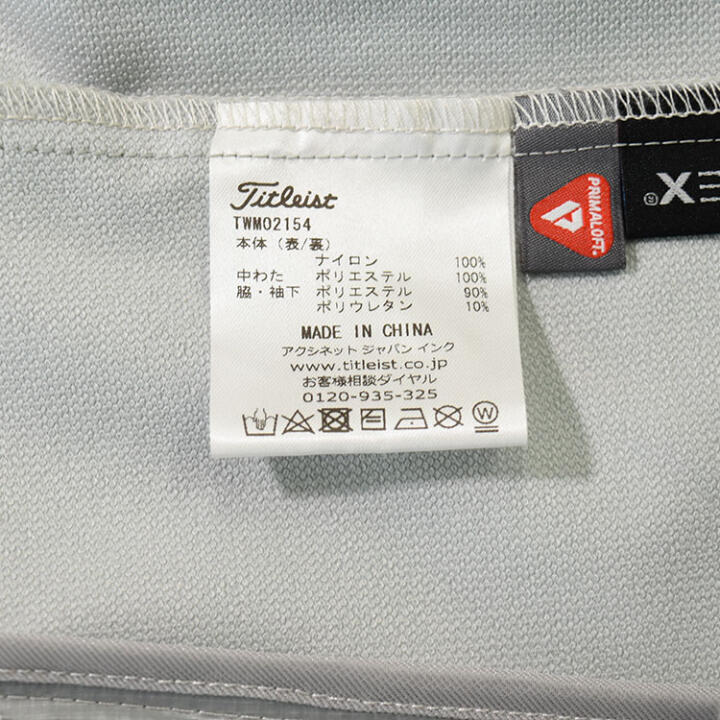 Titleist
TWM02154
本体（表/裏）
ナイロン 100%
中わた ポリエステル 100%
脇・袖下 ポリエステル 90%
ポリウレタン 10%
MADE IN CHINA
アクシネット ジャパン インク
www.titleist.co.jp
お客様相談ダイヤル
0120-935-325
W
PRIMALOFT®
EX®